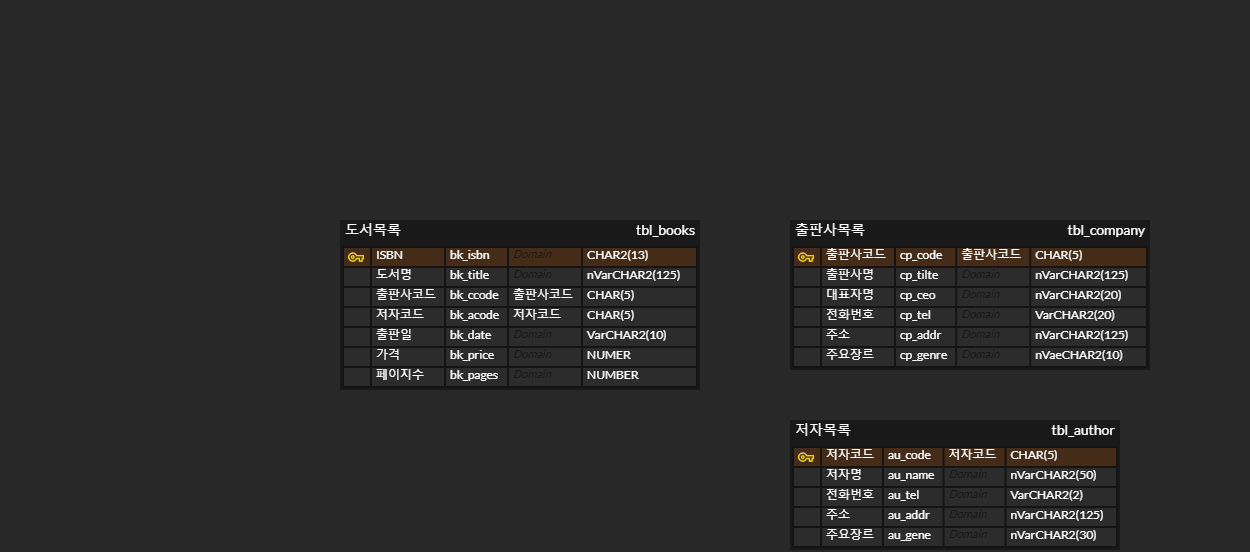 도서목록 tbl_books
ISBN bk_isbn Domain CHAR2(13)
도서명 bk_title Domain nVarCHAR2(125)
출판사코드 bk_ccode 출판사코드 CHAR(5)
저자코드 bk_acode 저자코드 CHAR(5)
출판일 bk_date Domain VarCHAR2(10)
가격 bk_price Domain NUMER
페이지수 bk_pages Domain NUMBER
출판사목록 tbl_company
출판사코드 cp_code 출판사코드 CHAR(5)
출판사명 cp_tilte Domain nVarCHAR2(125)
대표자명 cp_ceo Domain nVarCHAR2(20)
전화번호 cp_tel Domain VarCHAR2(20)
주소 cp_addr Domain nVarCHAR2(125)
주요장르 cp_genre Domain nVaeCHAR2(10)
저자목록 tbl_author
저자코드 au_code 저자코드 CHAR(5)
저자명 au_name Domain nVarCHAR2(50)
전화번호 au_tel Domain VarCHAR2(2)
주소 au_addr Domain nVarCHAR2(125)
주요장르 au_gene Domain nVarCHAR2(30)